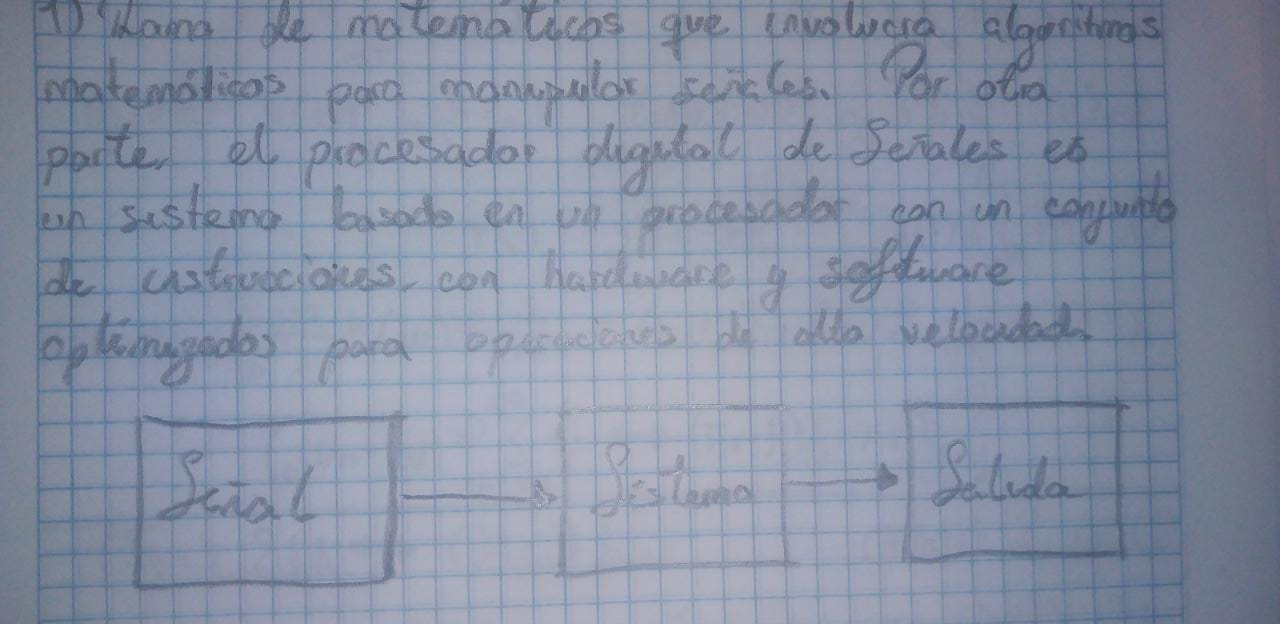 1) Rama de matemáticas que involucra algoritmos
matemáticos para manipular señales. Por otra
parte, el procesador digital de Señales es
un sistema basado en un procesador con un conjunto
de instrucciones, con hardware y software
optimizados para operaciones de alta velocidad.
Señal
Sistema
Salida